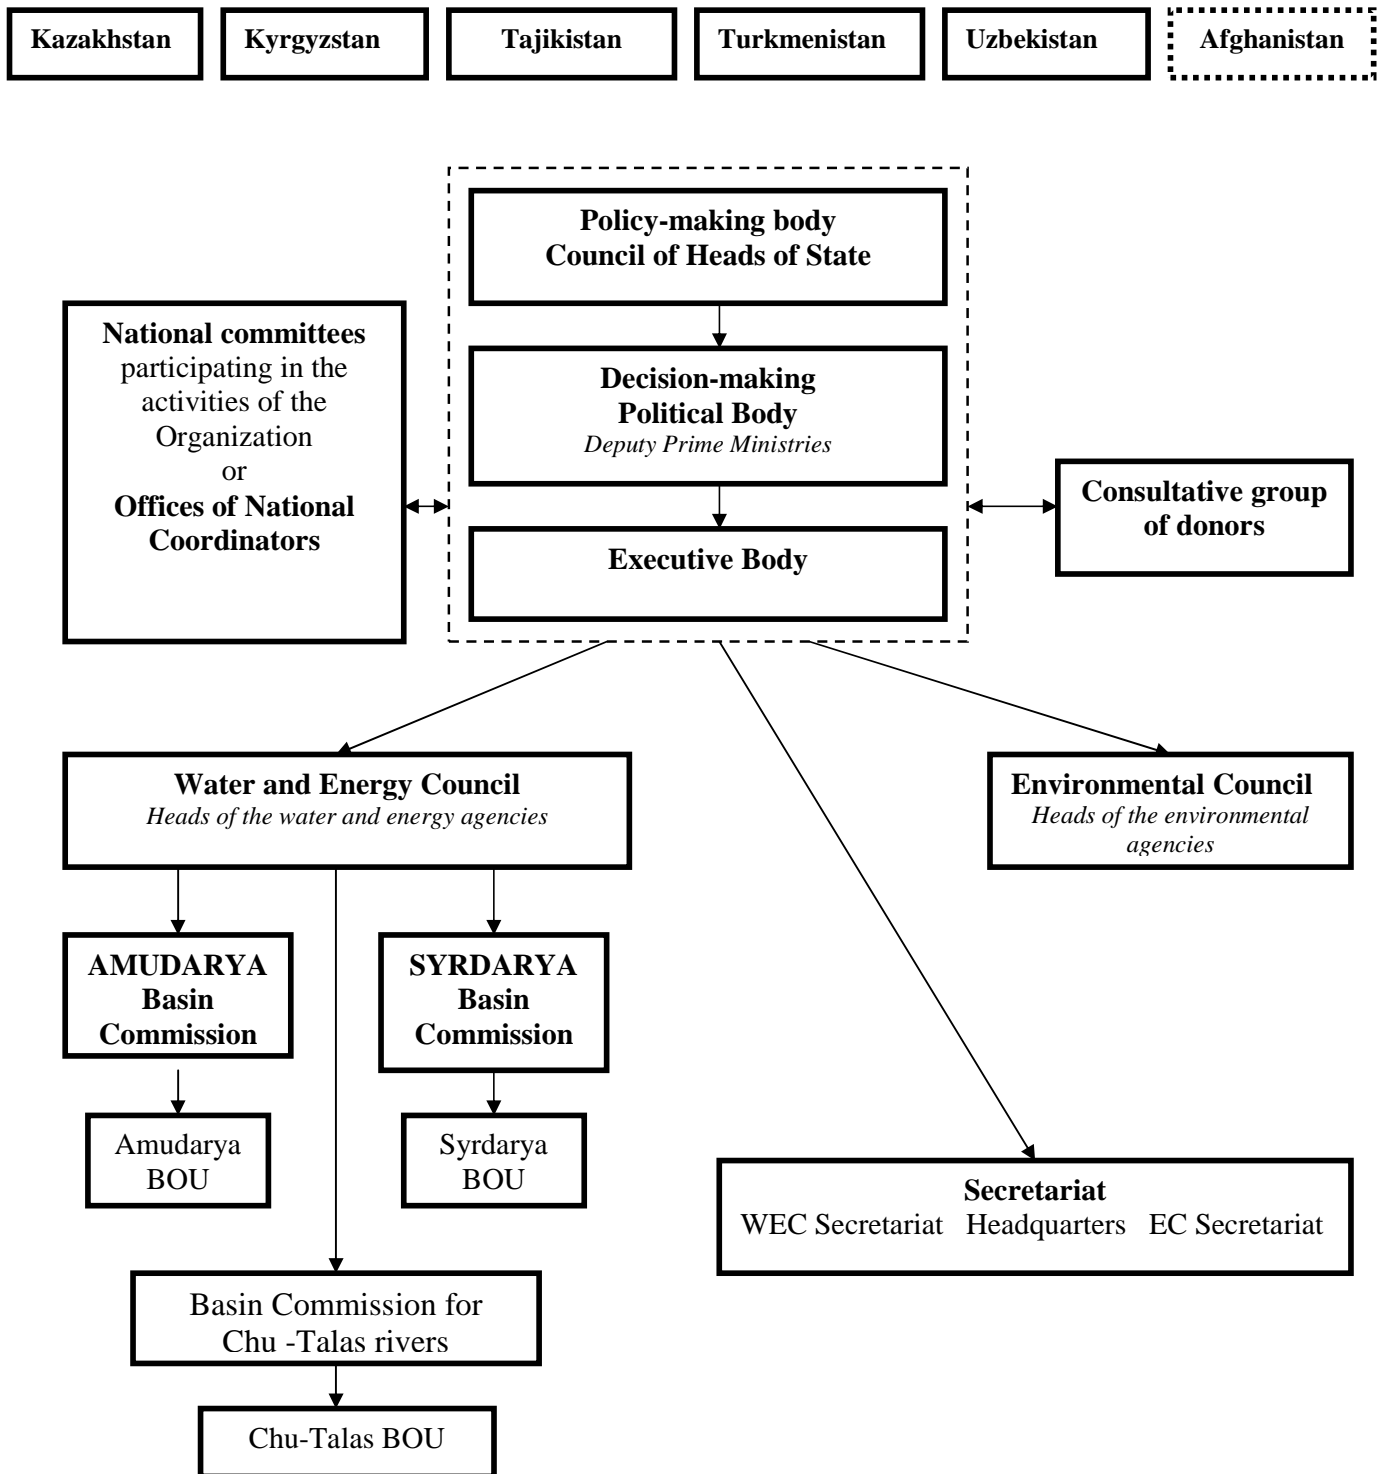 Kazakhstan
Kyrgyzstan
Tajikistan
Turkmenistan
Uzbekistan
Afghanistan
Policy-making body
Council of Heads of State
National committees
participating in the
activities of the
Organization
or
Offices of National
Coordinators
Decision-making
Political Body
Deputy Prime Ministries
Executive Body
Consultative group
of donors
Water and Energy Council
Heads of the water and energy agencies
Environmental Council
Heads of the environmental
agencies
AMUDARYA
Basin
Commission
SYRDARYA
Basin
Commission
Amudarya
BOU
Syrdarya
BOU
Secretariat
WEC Secretariat Headquarters EC Secretariat
Basin Commission for
Chu -Talas rivers
Chu-Talas BOU